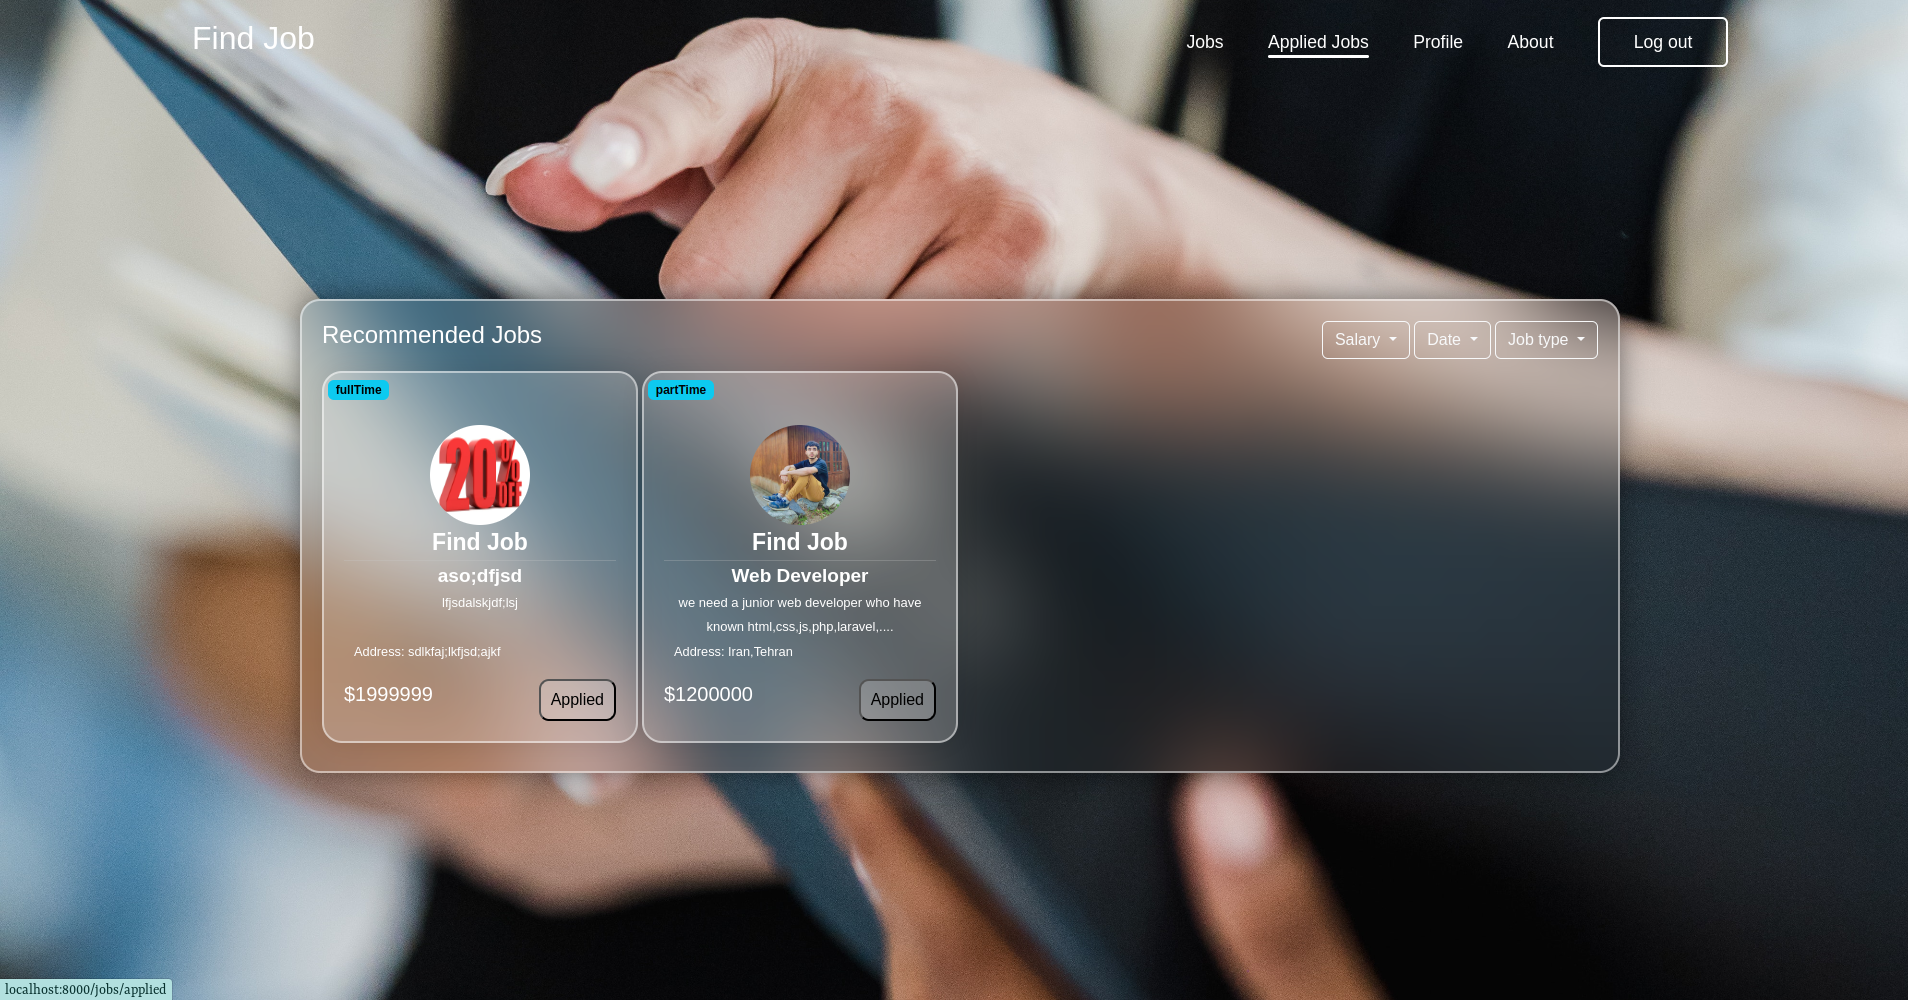 Find Job
Jobs
Applied Jobs
Profile
About
Log out
Recommended Jobs
Salary
Date
Job type
fullTime
20% OFF
Find Job
aso;dfjsd
lfjsdalskjdf;lsj
Address: sdlkfaj;lkfjsd;ajkf
$1999999
Applied
partTime
Find Job
Web Developer
we need a junior web developer who have
known html,css,js,php,laravel,....
Address: Iran,Tehran
$1200000
Applied
localhost:8000/jobs/applied